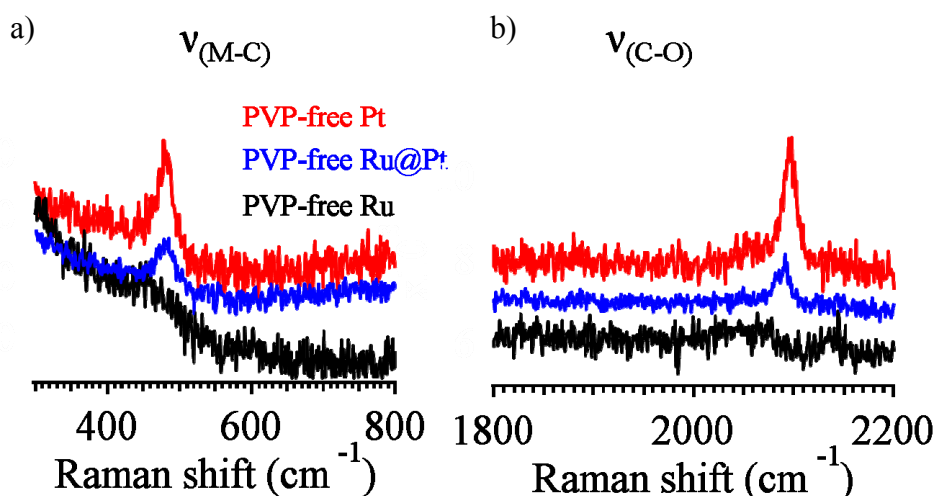 a)
ν(M-C)
PVP-free Pt
PVP-free Ru@Pt
PVP-free Ru
400
600
800
Raman shift (cm -1)
b)
ν(C-O)
1800
2000
2200
Raman shift (cm -1)